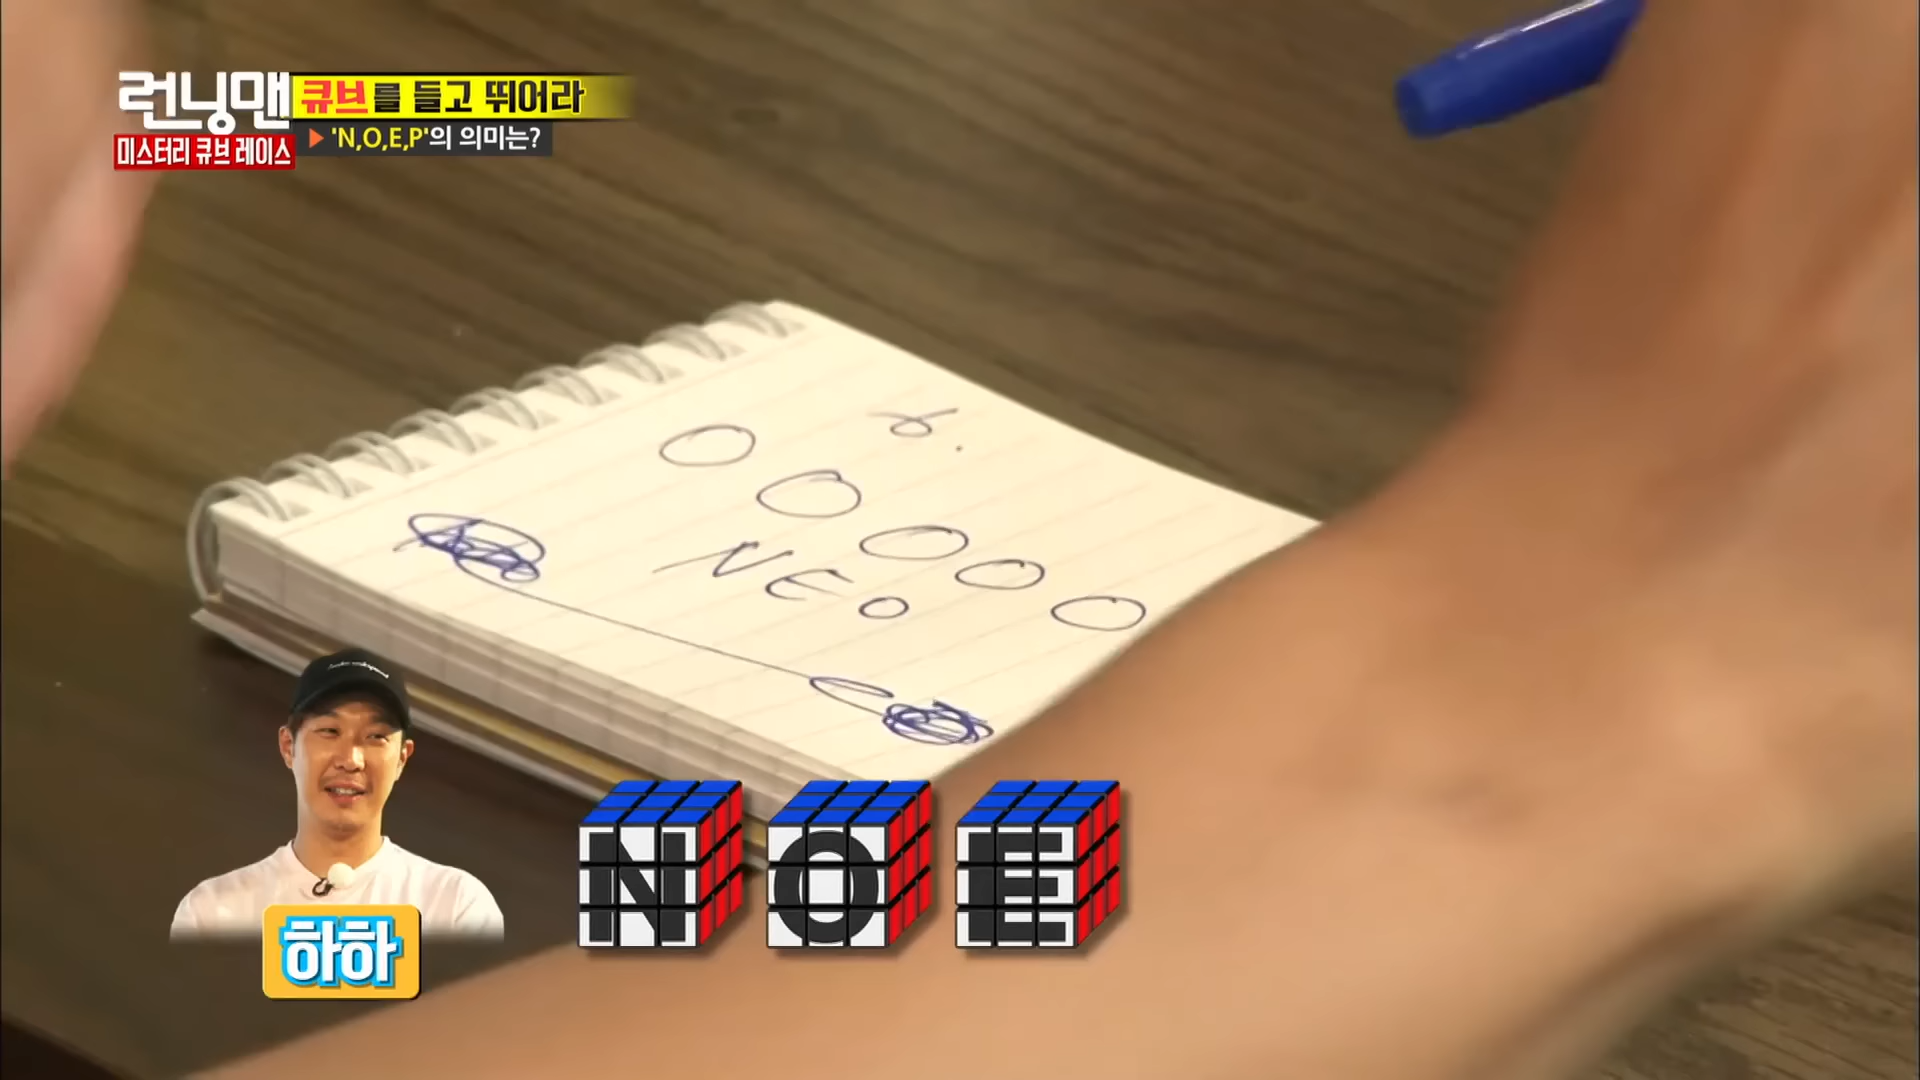 런닝맨 큐브를 들고 뛰어라
미스터리 큐브 레이스 ▶ 'N,O,E,P'의 의미는?
N E O
하하
N O E